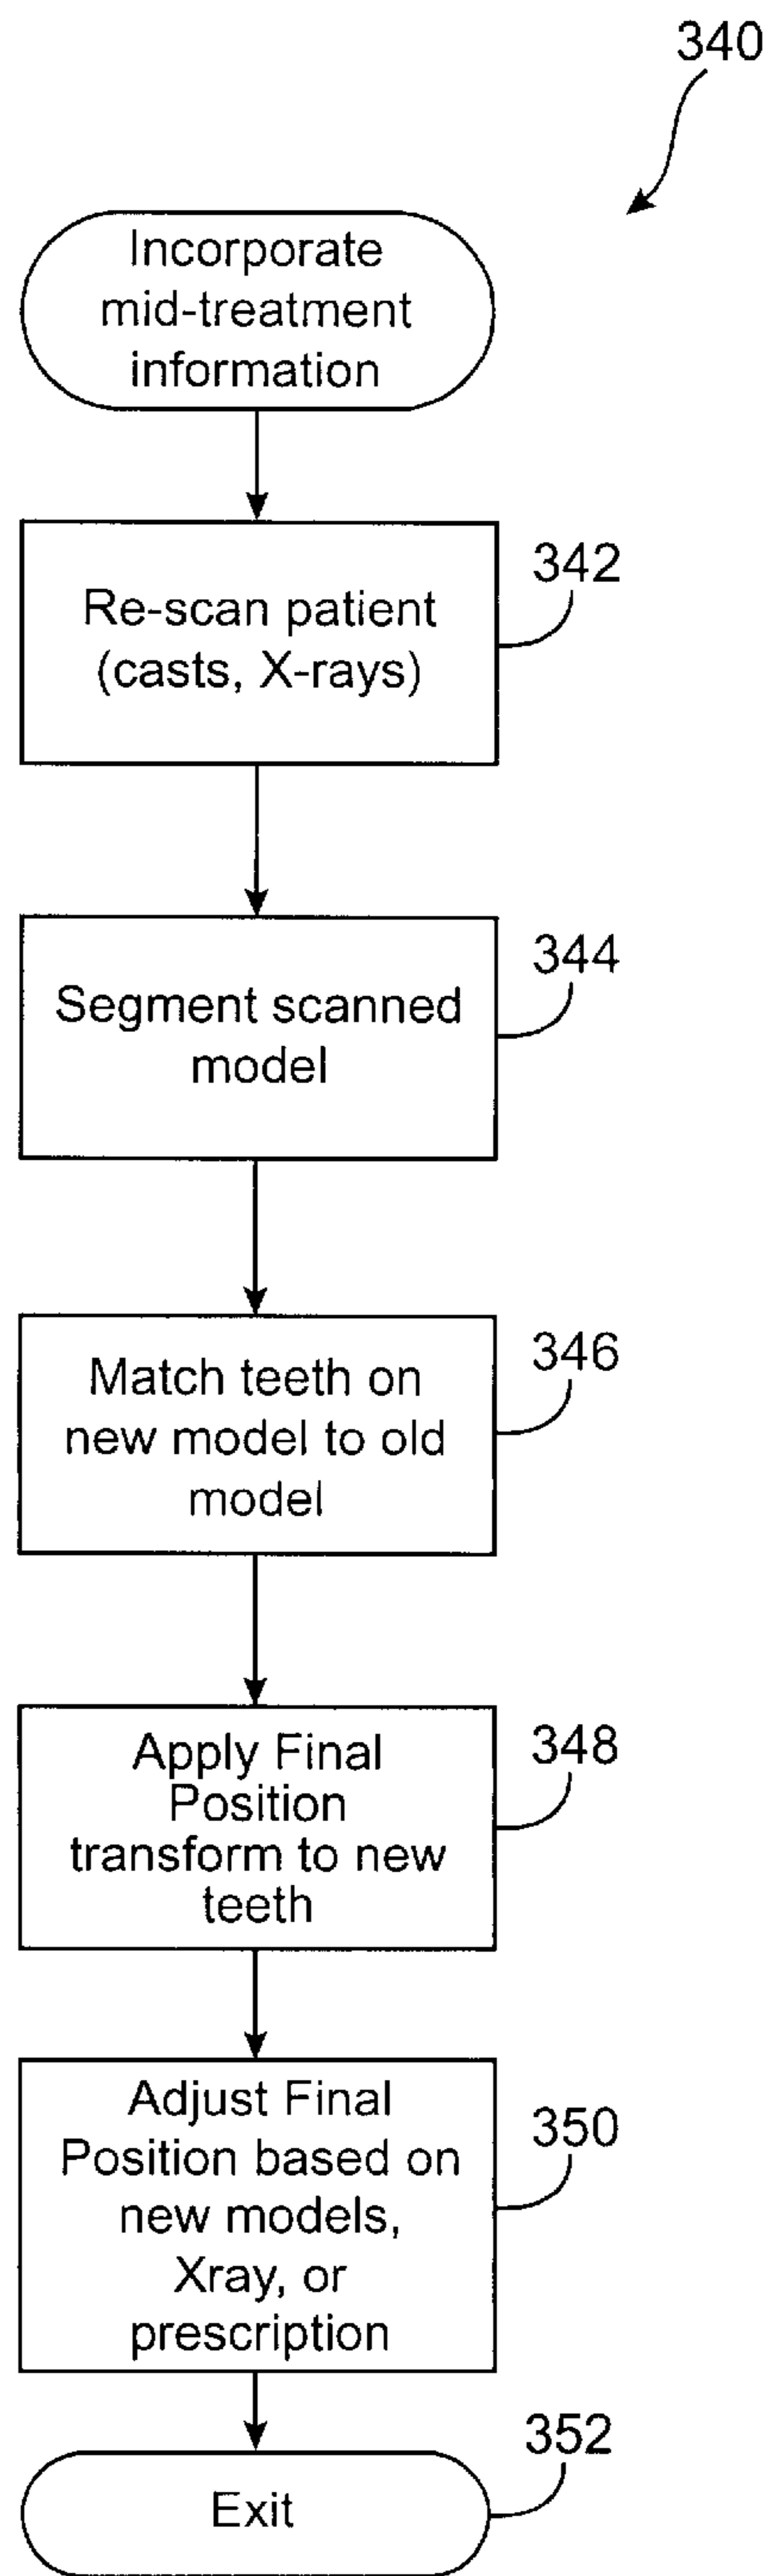 340
Incorporate
mid-treatment
information
342
Re-scan patient
(casts, X-rays)
344
Segment scanned
model
346
Match teeth on
new model to old
model
348
Apply Final
Position
transform to new
teeth
350
Adjust Final
Position based on
new models,
Xray, or
prescription
352
Exit